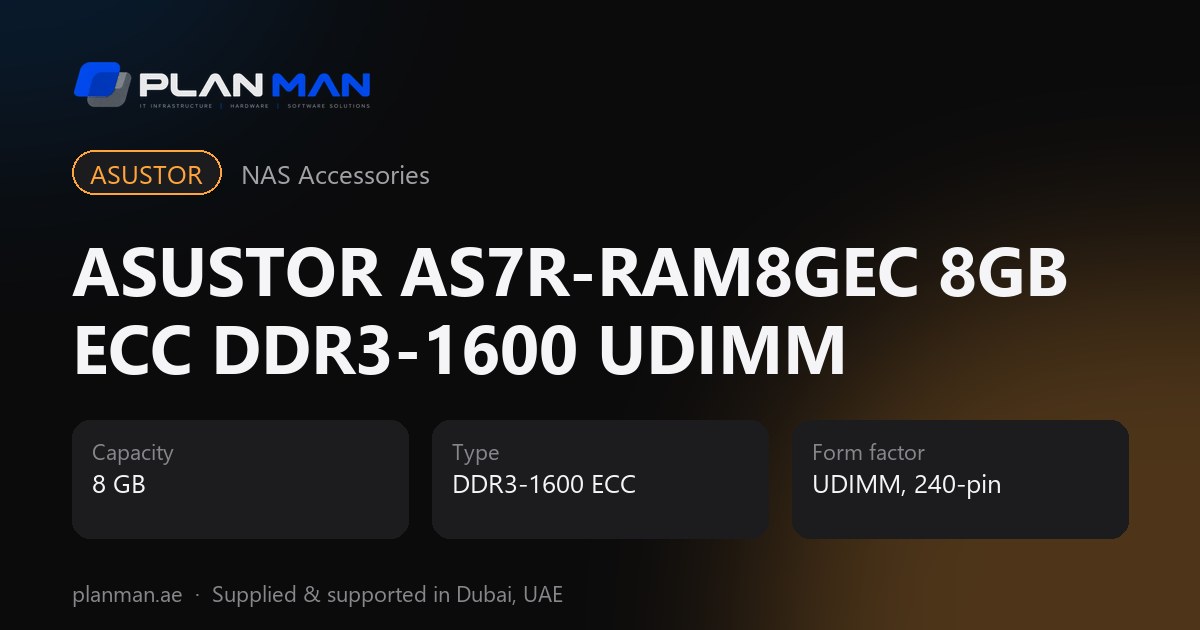 PLAN MAN
IT INFRASTRUCTURE | HARDWARE | SOFTWARE SOLUTIONS
ASUSTOR NAS Accessories
ASUSTOR AS7R-RAM8GEC 8GB
ECC DDR3-1600 UDIMM
Capacity Type Form factor
8 GB DDR3-1600 ECC UDIMM, 240-pin
planman.ae · Supplied & supported in Dubai, UAE